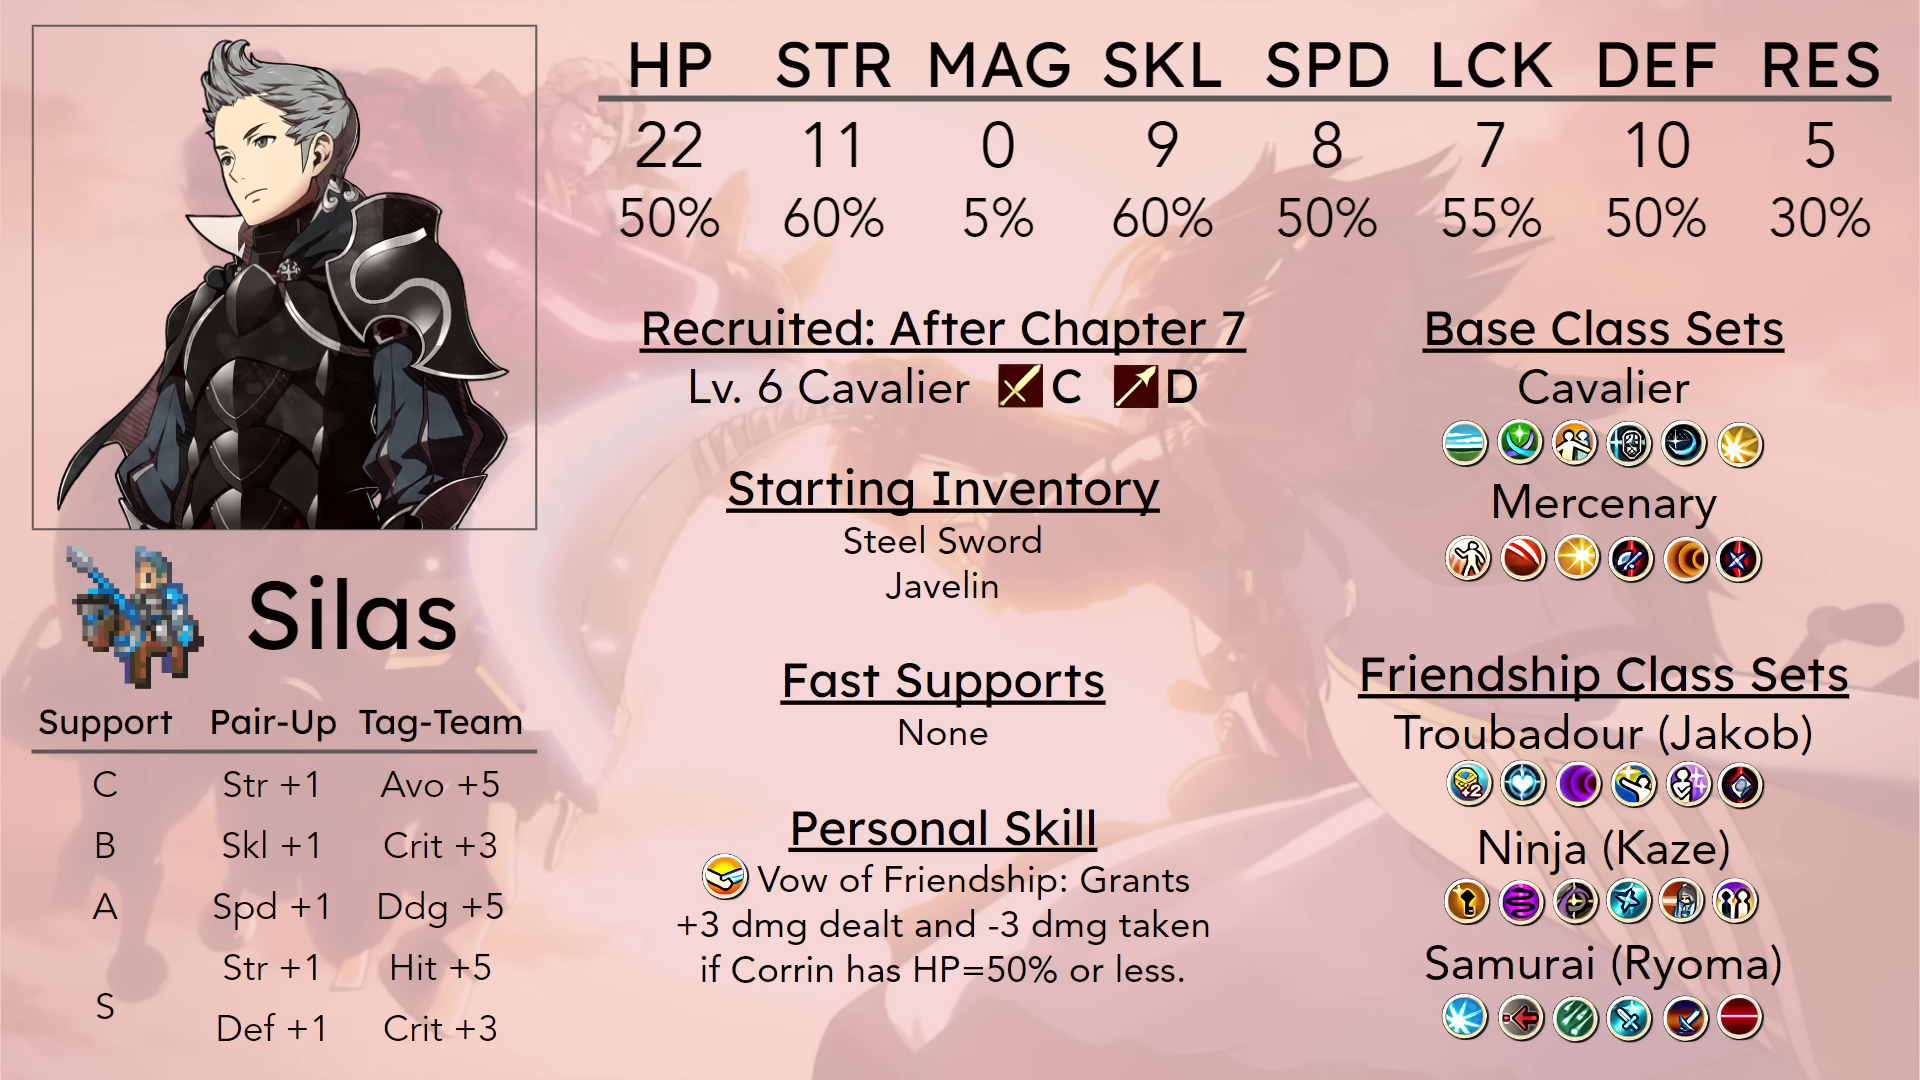 HP STR MAG SKL SPD LCK DEF RES
22 11 0 9 8 7 10 5
50% 60% 5% 60% 50% 55% 50% 30%
Silas
Support Pair-Up Tag-Team
C Str +1 Avo +5
B Skl +1 Crit +3
A Spd +1 Ddg +5
S Str +1 Hit +5
Def +1 Crit +3
Recruited: After Chapter 7
Lv. 6 Cavalier C D
Starting Inventory
Steel Sword
Javelin
Fast Supports
None
Personal Skill
Vow of Friendship: Grants
+3 dmg dealt and -3 dmg taken
if Corrin has HP=50% or less.
Base Class Sets
Cavalier
Mercenary
Friendship Class Sets
Troubadour (Jakob)
+2
Ninja (Kaze)
Samurai (Ryoma)